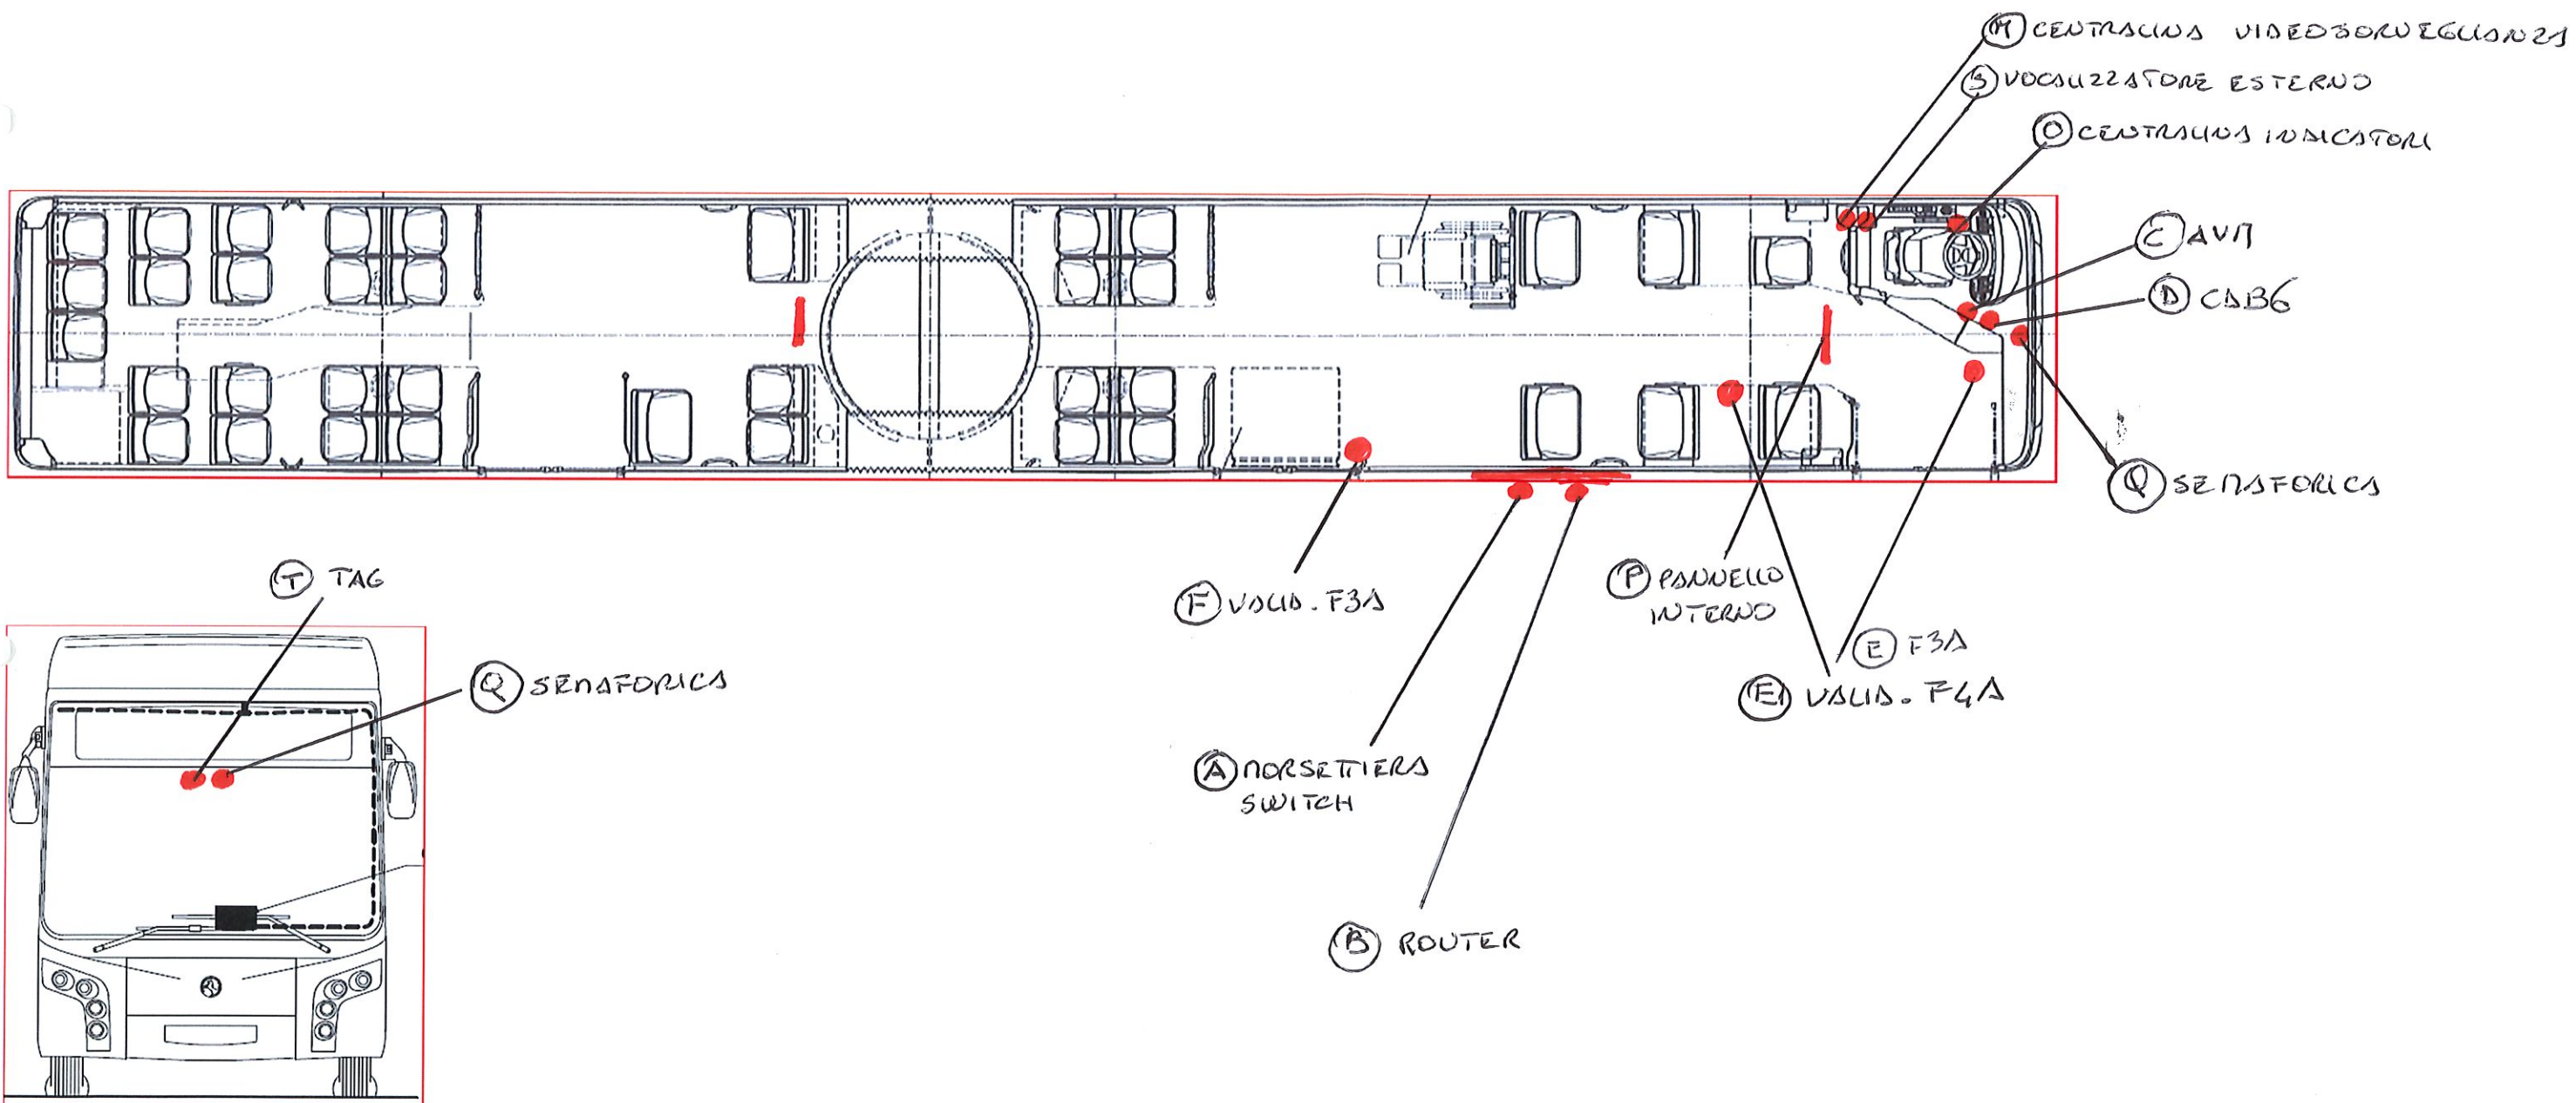 M CENTRALINA VIDEOSORVEGLIANZA
S VOCALIZZATORE ESTERNO
O CENTRALINA INDICATORI
C AVM
D CAB6
Q SEMAFORICA
T TAG
Q SEMAFORICA
F VALID. F3A
P PANNELLO
INTERNO
E F3A
E1 VALID. F4A
A MORSETTIERA
SWITCH
B ROUTER